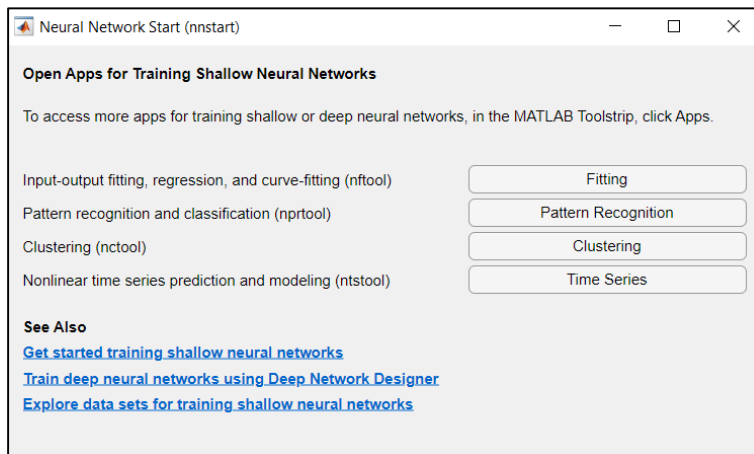 Neural Network Start (nnstart)
Open Apps for Training Shallow Neural Networks
To access more apps for training shallow or deep neural networks, in the MATLAB Toolstrip, click Apps.
Input-output fitting, regression, and curve-fitting (nftool) Fitting
Pattern recognition and classification (nprtool) Pattern Recognition
Clustering (nctool) Clustering
Nonlinear time series prediction and modeling (ntstool) Time Series
See Also
Get started training shallow neural networks
Train deep neural networks using Deep Network Designer
Explore data sets for training shallow neural networks